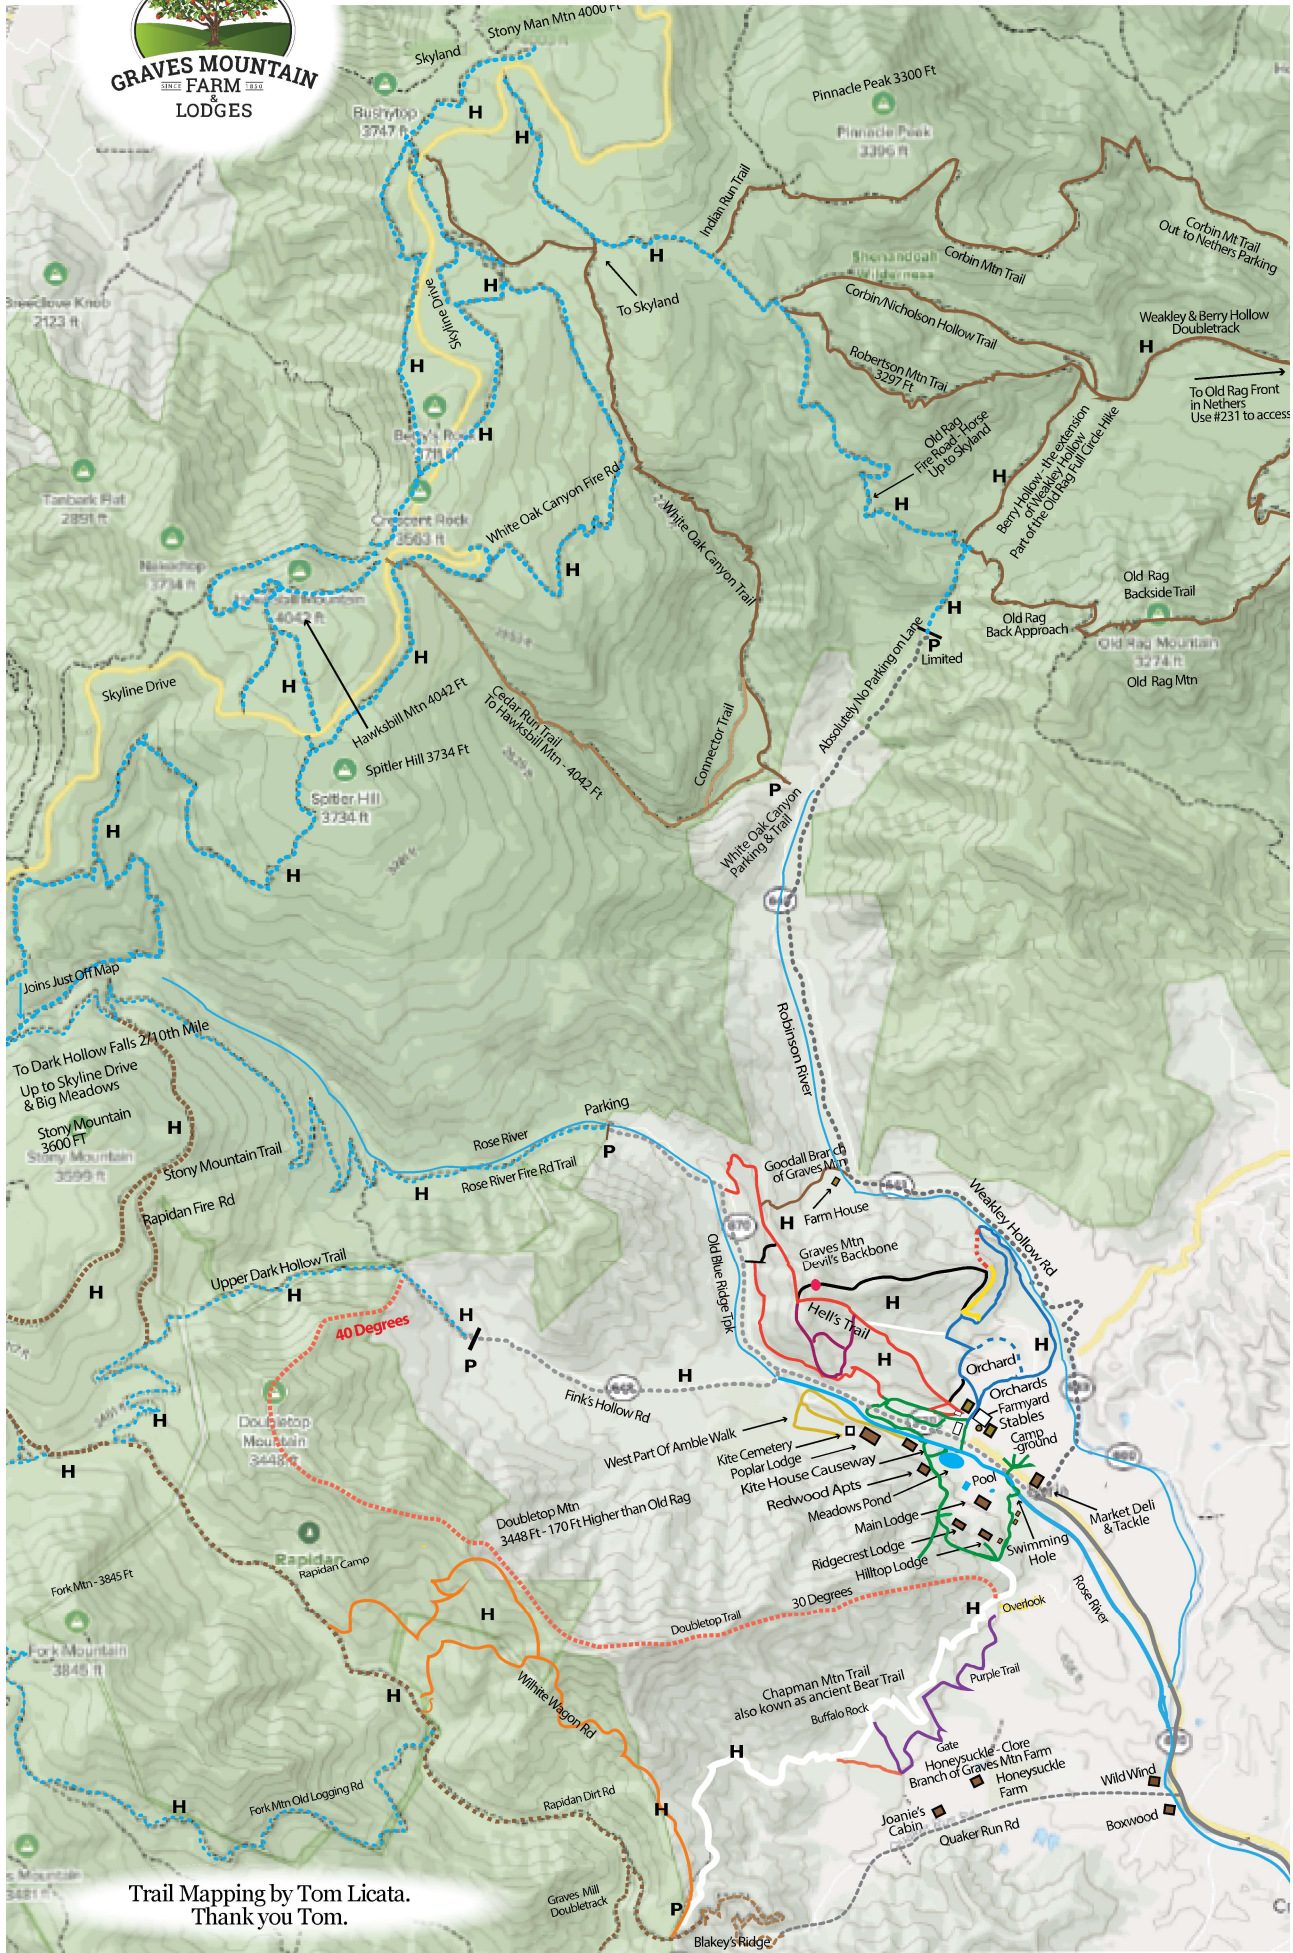 GRAVES MOUNTAIN
SINCE FARM 1850
&
LODGES
Stony Man Mtn 4000 FT
Skyland
Bushytop
3747 ft
Pinnacle Peak 3300 FT
Pinnacle Peak
3396 ft
H
H
Indian Run Trail
Corbin Mt Trail
Out to Nethers Parking
Corbin Mtn Trail
Shenandoah
Wilderness
H
Breedlove Knob
2123 ft
H
To Skyland
Skyline Drive
Corbin/Nicholson Hollow Trail
Weakley & Berry Hollow
Doubletrack
H
Robertson Mtn Trai
3297 Ft
H
To Old Rag Front
in Nethers
Use #231 to access
Betty's Rock
H
Old Rag
Fire Road - Horse
Up to Skyland
Berry Hollow - the extension
of Weakley Hollow
Part of the Old Rag Full Circle Hike
H
H
Tanbark Flat
2891 ft
Crescent Rock
3563 ft
White Oak Canyon Fire Rd
White Oak Canyon Trail
Nakedtop
3734 ft
H
Hawksbill Mountain
4042 ft
H
Old Rag
Backside Trail
Old Rag
Back Approach
Old Rag Mountain
3274 ft
Old Rag Mtn
P
Limited
Absolutely No Parking on Lane
H
H
Skyline Drive
Hawksbill Mtn 4042 Ft
Cedar Run Trail
To Hawksbill Mtn - 4042 Ft
Connector Trail
Spitler Hill 3734 Ft
Spitler Hill
3734 ft
P
White Oak Canyon
Parking & Trail
H
H
Joins Just Off Map
Robinson River
To Dark Hollow Falls 2/10th Mile
Up to Skyline Drive
& Big Meadows
Stony Mountain
3600 FT
Stony Mountain
3599 ft
H
Stony Mountain Trail
Rapidan Fire Rd
Parking
P
Rose River
Rose River Fire Rd Trail
H
Goodall Branch
of Graves Mtn
Farm House
H
Weakley Hollow Rd
670
Old Blue Ridge Tpk
Graves Mtn
Devil's Backbone
Upper Dark Hollow Trail
H
H
H
Hell's Trail
H
40 Degrees
H
P
H
H
Orchard
Fink's Hollow Rd
Orchards
Farmyard
Stables
Camp
-ground
West Part Of Amble Walk
Kite Cemetery
Poplar Lodge
Kite House Causeway
Redwood Apts
Meadows Pond
Main Lodge
Ridgecrest Lodge
Hilltop Lodge
Pool
Swimming
Hole
Market Deli
& Tackle
Doubletop
Mountain
3448 ft
H
H
Doubletop Mtn
3448 Ft - 170 Ft Higher than Old Rag
Rapidan
Rapidan Camp
Fork Mtn - 3845 Ft
Fork Mountain
3845 ft
H
Doubletop Trail
30 Degrees
H
Overlook
Rose River
Purple Trail
Chapman Mtn Trail
also kown as ancient Bear Trail
Buffalo Rock
Wilhite Wagon Rd
H
H
Gate
Honeysuckle - Clore
Branch of Graves Mtn Farm
Honeysuckle
Farm
Wild Wind
Boxwood
Joanie's
Cabin
Quaker Run Rd
Fork Mtn Old Logging Rd
H
Rapidan Dirt Rd
H
Graves Mill
Doubletrack
P
Blakey's Ridge
Trail Mapping by Tom Licata.
Thank you Tom.